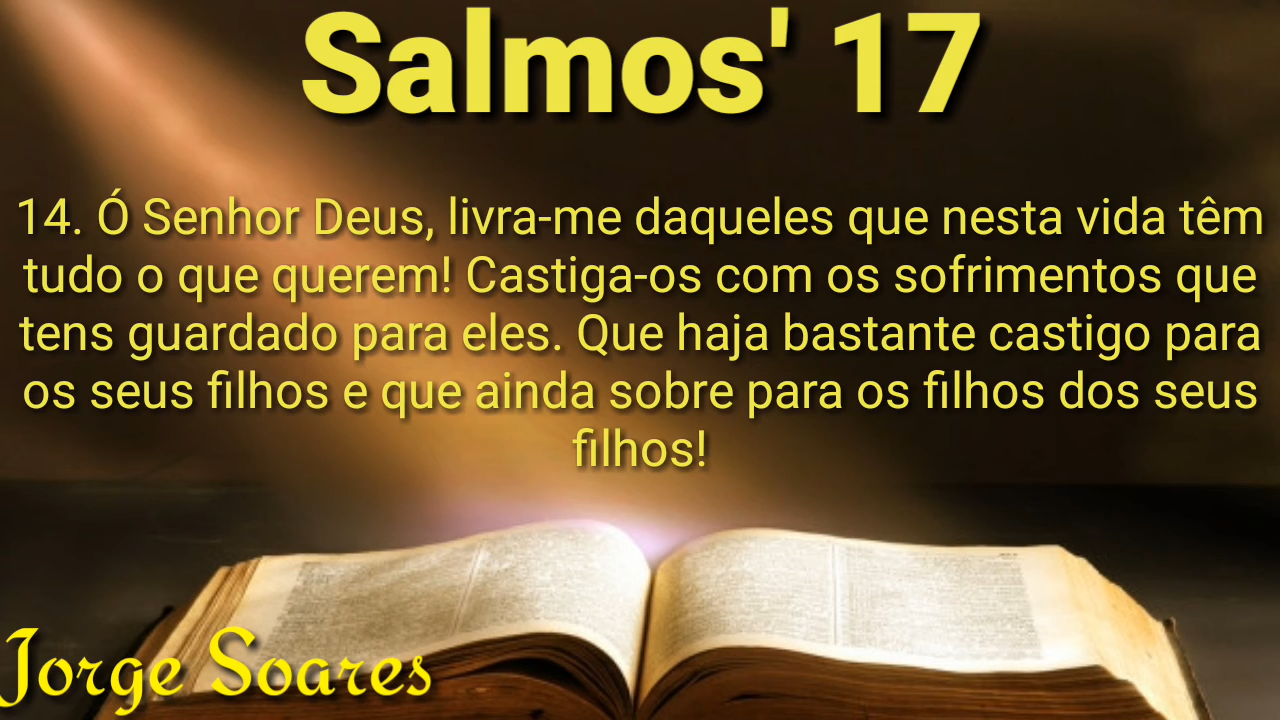 Salmos' 17
14. Ó Senhor Deus, livra-me daqueles que nesta vida têm
tudo o que querem! Castiga-os com os sofrimentos que
tens guardado para eles. Que haja bastante castigo para
os seus filhos e que ainda sobre para os filhos dos seus
filhos!
Jorge Soares